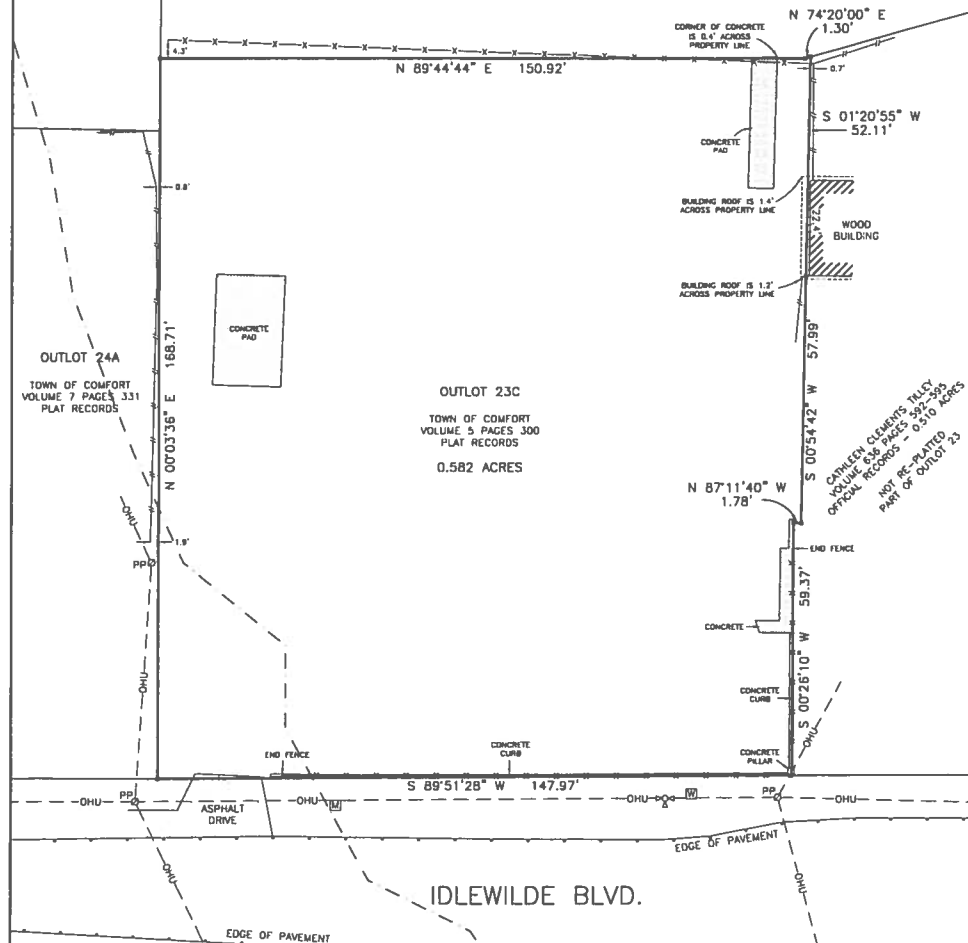 N 74°20'00" E
1.30'
CORNER OF CONCRETE
IS 0.4' ACROSS
PROPERTY LINE
4.3'
N 89°44'44" E 150.92'
0.7'
S 01°20'55" W
52.11'
CONCRETE
PAD
0.8'
BUILDING ROOF IS 1.4'
ACROSS PROPERTY LINE
22.4'
WOOD
BUILDING
BUILDING ROOF IS 1.2'
ACROSS PROPERTY LINE
CONCRETE
PAD
N 00°03'36" E 168.71'
OUTLOT 24A
TOWN OF COMFORT
VOLUME 7 PAGES 331
PLAT RECORDS
OUTLOT 23C
TOWN OF COMFORT
VOLUME 5 PAGES 300
PLAT RECORDS
0.582 ACRES
S 00°54'42" W 57.99'
CATHLEEN CLEMENTS TILLEY
VOLUME 636 PAGES 592-595
OFFICIAL RECORDS - 0.510 ACRES
NOT RE-PLATTED
PART OF OUTLOT 23
N 87°11'40" W
1.78'
OHU
1.9'
PP
END FENCE
S 00°26'10" W 59.37'
CONCRETE
OHU
CONCRETE
CURB
OHU
END FENCE
CONCRETE
CURB
CONCRETE
PILLAR
S 89°51'28" W 147.97'
PP
OHU
ASPHALT
DRIVE
OHU
M
OHU
W
PP
OHU
EDGE OF PAVEMENT
OHU
OHU
IDLEWILDE BLVD.
EDGE OF PAVEMENT